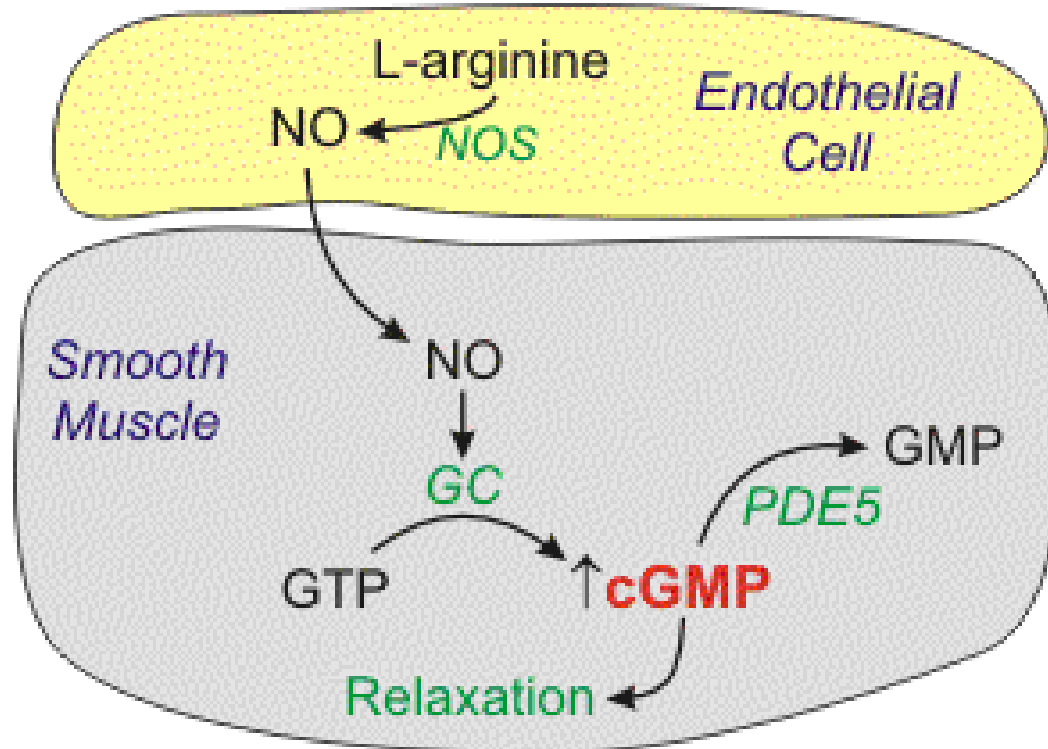 L-arginine
NO
NOS
Endothelial
Cell
Smooth
Muscle
NO
GC
GTP
↑cGMP
PDE5
GMP
Relaxation